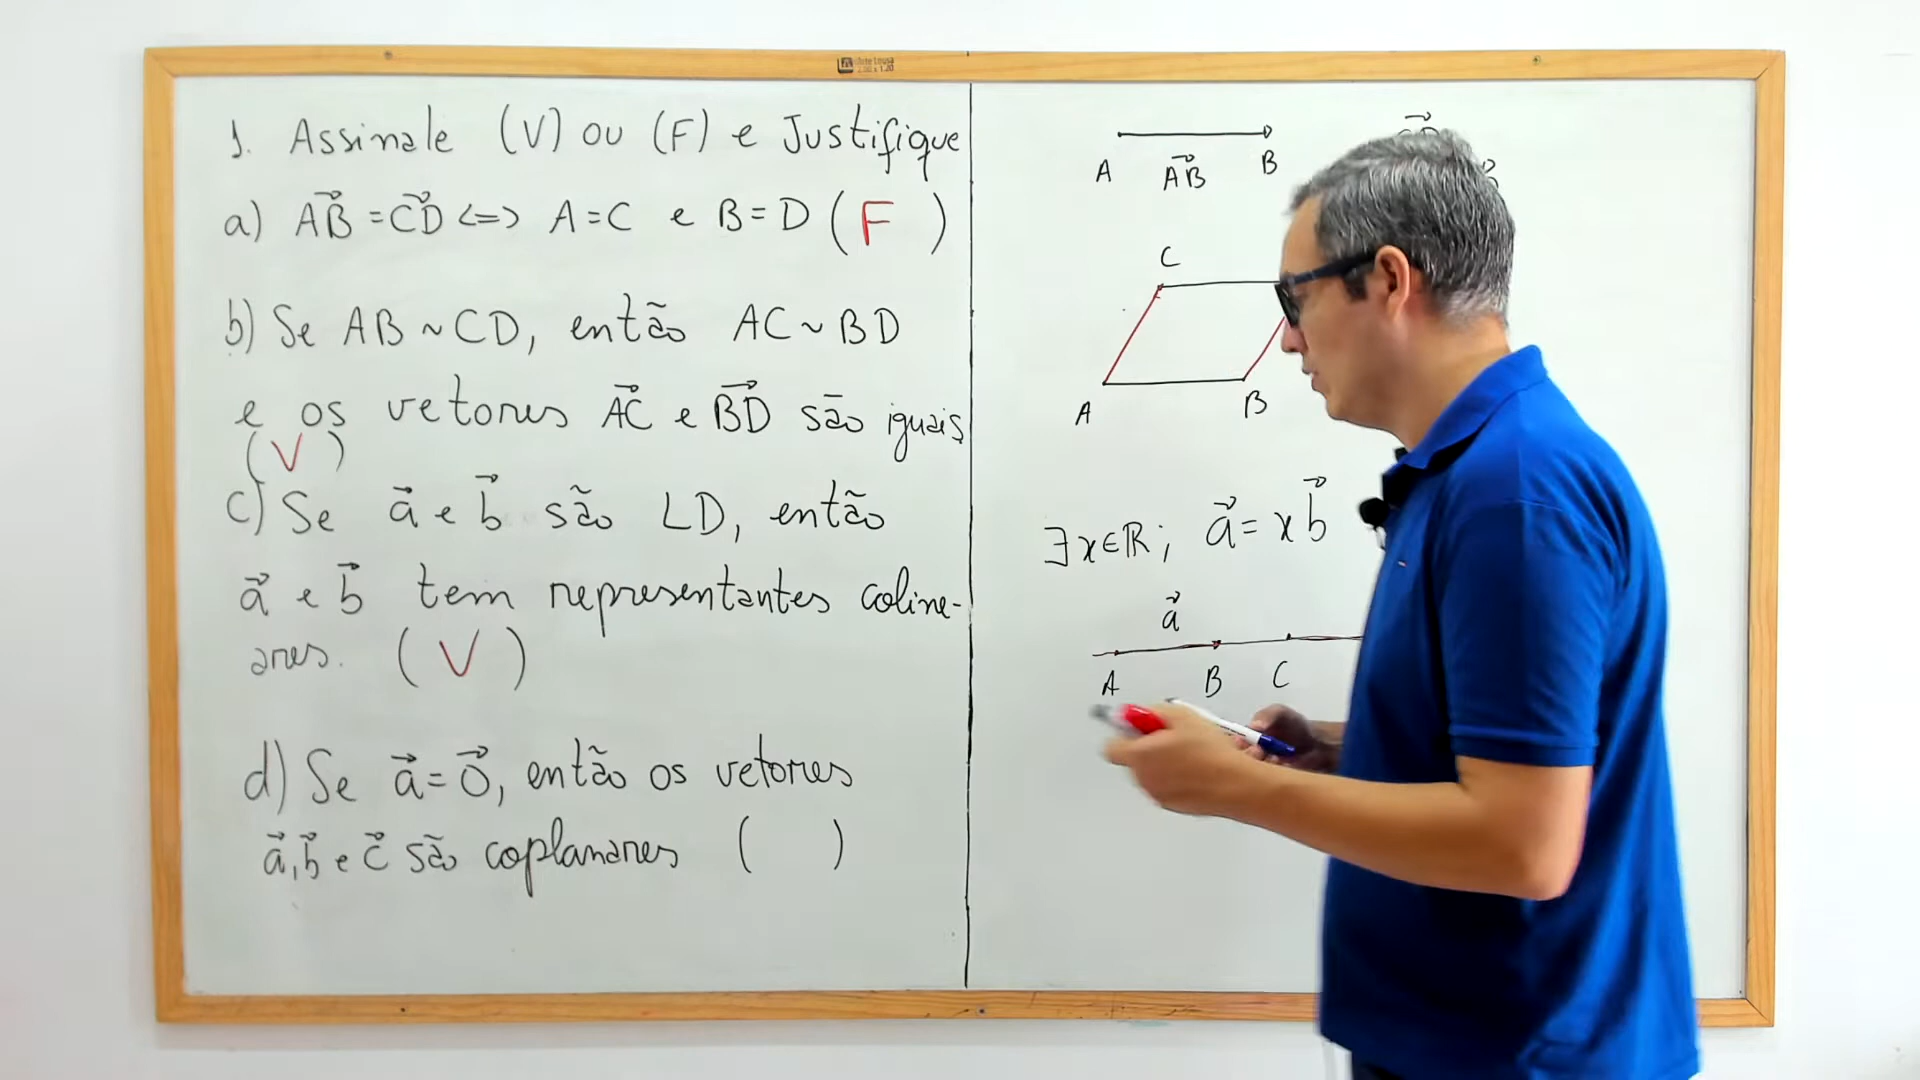 1. Assinale (V) ou (F) e Justifique
a) A⃗B = C⃗D <=> A = C e B = D ( F )
b) Se AB ~ CD, então AC ~ BD
e os vetores A⃗C e B⃗D são iguais
( V )
c) Se a⃗ e b⃗ são LD, então
a⃗ e b⃗ tem representantes coline-
ares. ( V )
d) Se a⃗ = 0⃗, então os vetores
a⃗, b⃗ e c⃗ são coplanares ( )
A A⃗B B
C
A B
∃ x ∈ ℝ; a⃗ = x b⃗
a⃗
A B C